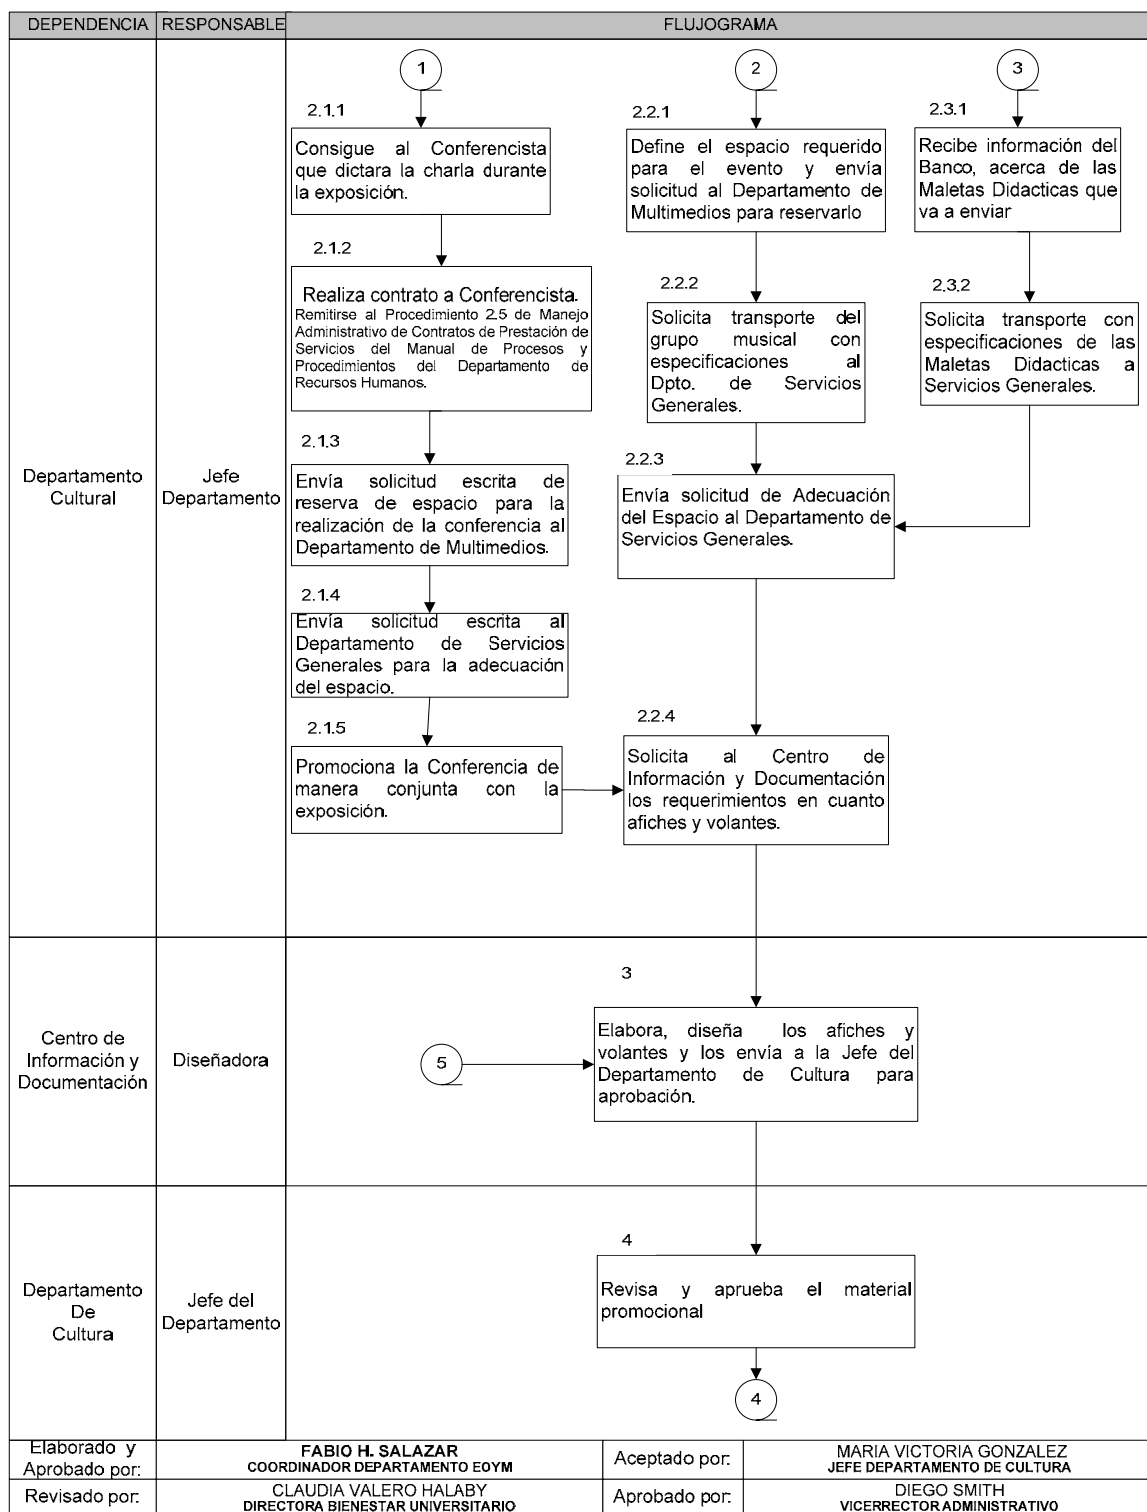 DEPENDENCIA RESPONSABLE FLUJOGRAMA
1
2.1.1
Consigue al Conferencista
que dictara la charla durante
la exposición.
2.1.2
Realiza contrato a Conferencista.
Remitirse al Procedimiento 2.5 de Manejo
Administrativo de Contratos de Prestación de
Servicios del Manual de Procesos y
Procedimientos del Departamento de
Recursos Humanos.
2.1.3
Envía solicitud escrita de
reserva de espacio para la
realización de la conferencia al
Departamento de Multimedios.
2.1.4
Envía solicitud escrita al
Departamento de Servicios
Generales para la adecuación
del espacio.
2.1.5
Promociona la Conferencia de
manera conjunta con la
exposición.
2
2.2.1
Define el espacio requerido
para el evento y envía
solicitud al Departamento de
Multimedios para reservarlo
2.2.2
Solicita transporte del
grupo musical con
especificaciones al
Dpto. de Servicios
Generales.
2.2.3
Envía solicitud de Adecuación
del Espacio al Departamento de
Servicios Generales.
2.2.4
Solicita al Centro de
Información y Documentación
los requerimientos en cuanto
afiches y volantes.
3
2.3.1
Recibe información del
Banco, acerca de las
Maletas Didacticas que
va a enviar
2.3.2
Solicita transporte con
especificaciones de las
Maletas Didacticas a
Servicios Generales.
Departamento
Cultural
Jefe
Departamento
Centro de
Información y
Documentación
Diseñadora
5
3
Elabora, diseña los afiches y
volantes y los envía a la Jefe del
Departamento de Cultura para
aprobación.
Departamento
De
Cultura
Jefe del
Departamento
4
Revisa y aprueba el material
promocional
4
Elaborado y
Aprobado por:
FABIO H. SALAZAR
COORDINADOR DEPARTAMENTO EOYM
Aceptado por:
MARIA VICTORIA GONZALEZ
JEFE DEPARTAMENTO DE CULTURA
Revisado por:
CLAUDIA VALERO HALABY
DIRECTORA BIENESTAR UNIVERSITARIO
Aprobado por:
DIEGO SMITH
VICERRECTOR ADMINISTRATIVO